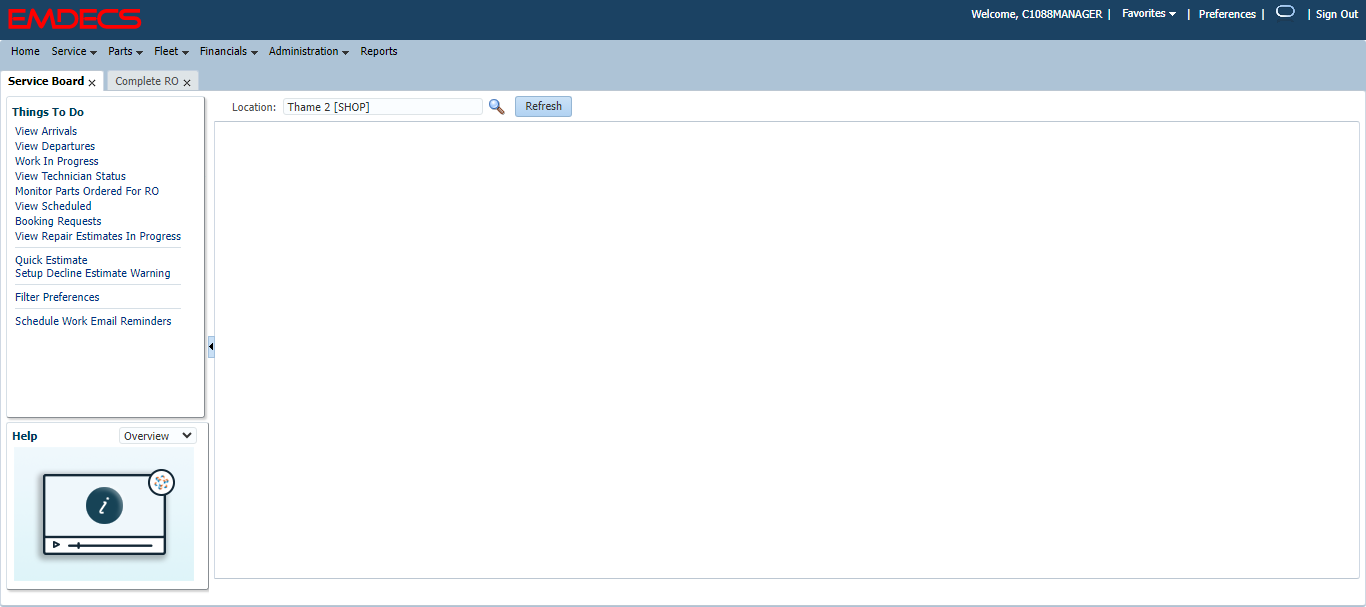 EMDECS
Welcome, C1088MANAGER | Favorites | Preferences | | Sign Out
Home Service Parts Fleet Financials Administration Reports
Service Board x Complete RO x
Things To Do
View Arrivals
View Departures
Work In Progress
View Technician Status
Monitor Parts Ordered For RO
View Scheduled
Booking Requests
View Repair Estimates In Progress
Quick Estimate
Setup Decline Estimate Warning
Filter Preferences
Schedule Work Email Reminders
Help Overview
i
Location: Thame 2 [SHOP] Refresh